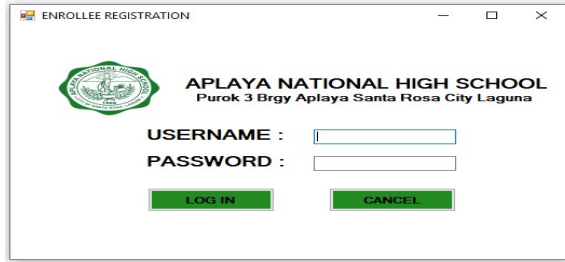 ENROLLEE REGISTRATION
APLAYA NATIONAL HIGH SCHOOL
Purok 3 Brgy Aplaya Santa Rosa City Laguna
USERNAME :
PASSWORD :
LOG IN
CANCEL